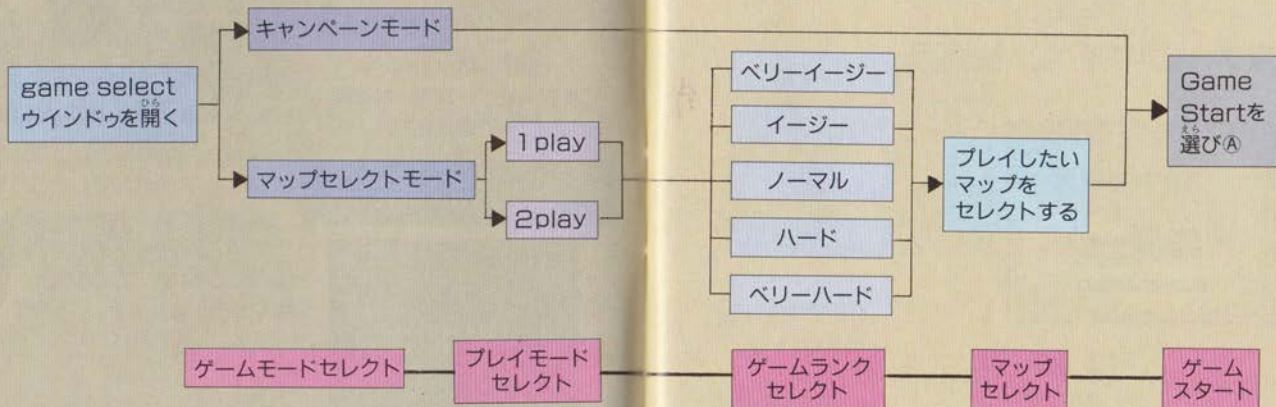 キャンペーンモード
game select
ウインドゥを開く
ひら
マップセレクトモード
1play
2play
ベリーイージー
イージー
ノーマル
ハード
ベリーハード
プレイしたい
マップを
セレクトする
Game
Startを
選びⒶ
えら
ゲームモードセレクト
プレイモード
セレクト
ゲームランク
セレクト
マップ
セレクト
ゲーム
スタート